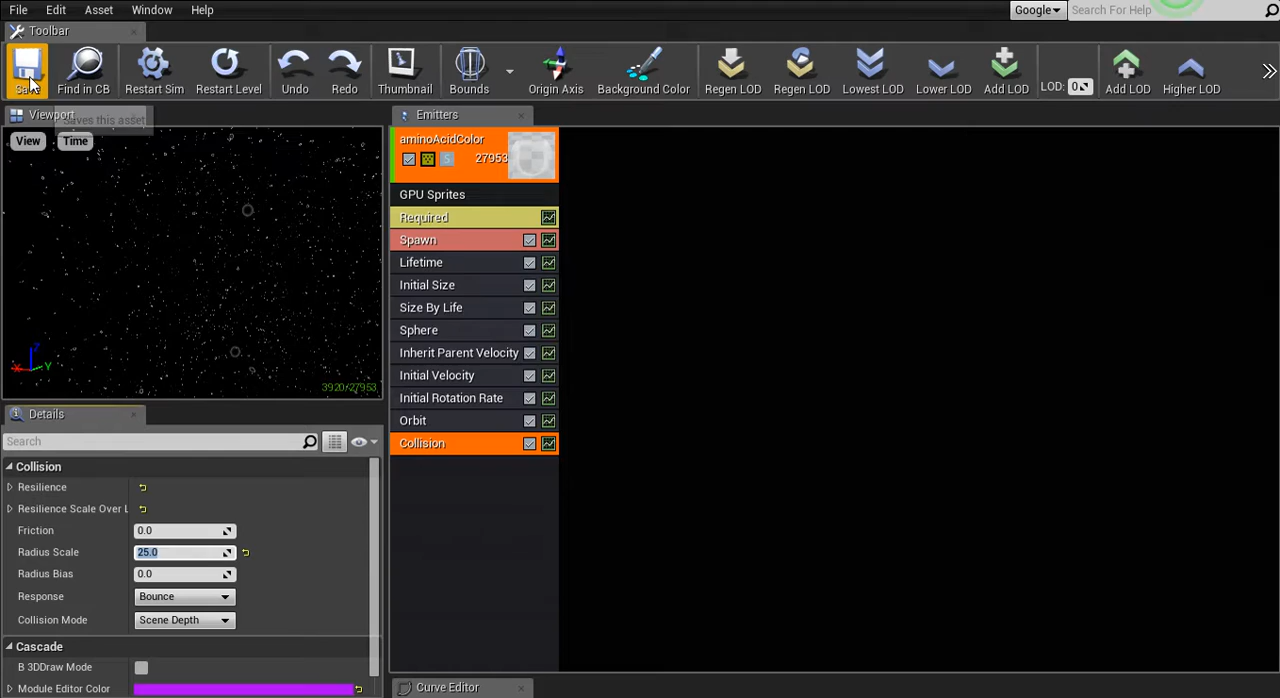 File Edit Asset Window Help Google Search For Help
Toolbar
Save Find in CB Restart Sim Restart Level Undo Redo Thumbnail Bounds Origin Axis Background Color Regen LOD Regen LOD Lowest LOD Lower LOD Add LOD LOD: 0 Add LOD Higher LOD
Viewport Saves this asset Emitters
View Time
aminoAcidColor
27953
GPU Sprites
Required
Spawn
Lifetime
Initial Size
Size By Life
Sphere
Inherit Parent Velocity
Initial Velocity
Initial Rotation Rate
Orbit
Collision
Z
X Y
3920/27953
Details
Search
Collision
Resilience
Resilience Scale Over L
Friction 0.0
Radius Scale 25.0
Radius Bias 0.0
Response Bounce
Collision Mode Scene Depth
Cascade
B 3DDraw Mode
Module Editor Color
Curve Editor